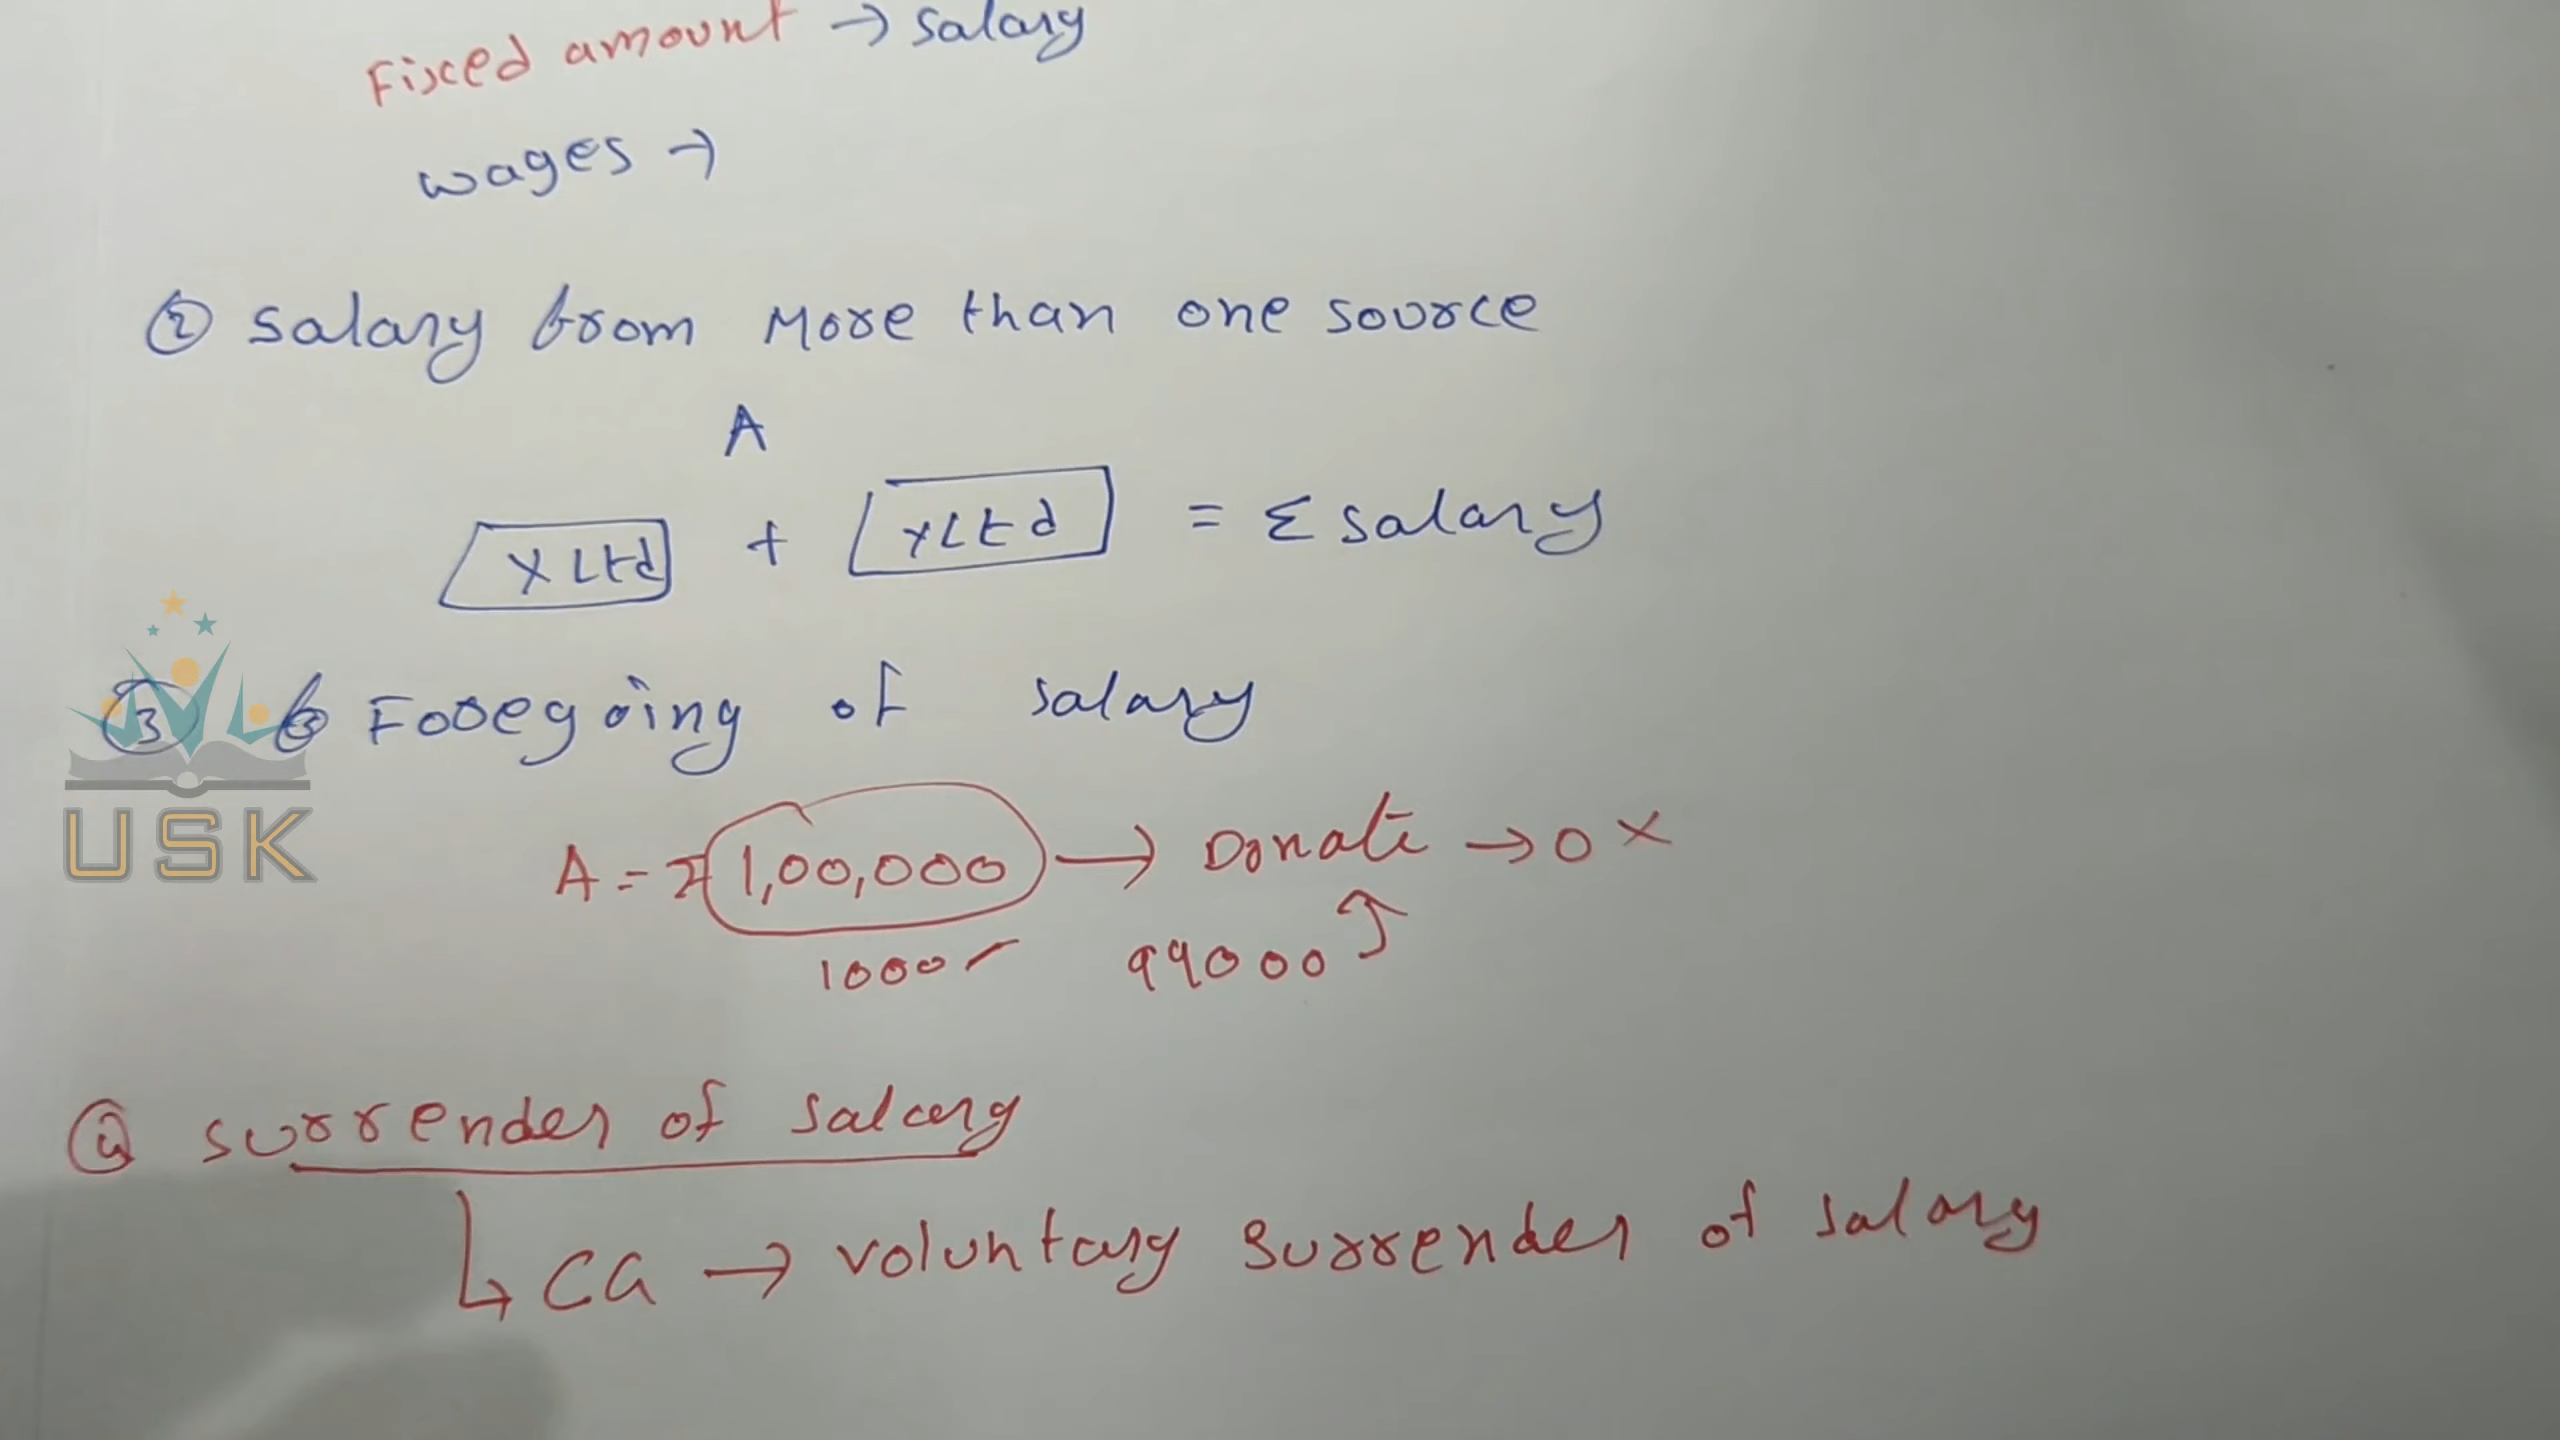 Fixed amount → salary
wages →
② salary from More than one source
A
X Ltd + Y Ltd = Σ salary
③ Foregoing of salary
A = ₹ 1,00,000 → Donate → 0 ×
1000 99000
④ surrender of salary
↳ CG → voluntary surrender of salary
USK